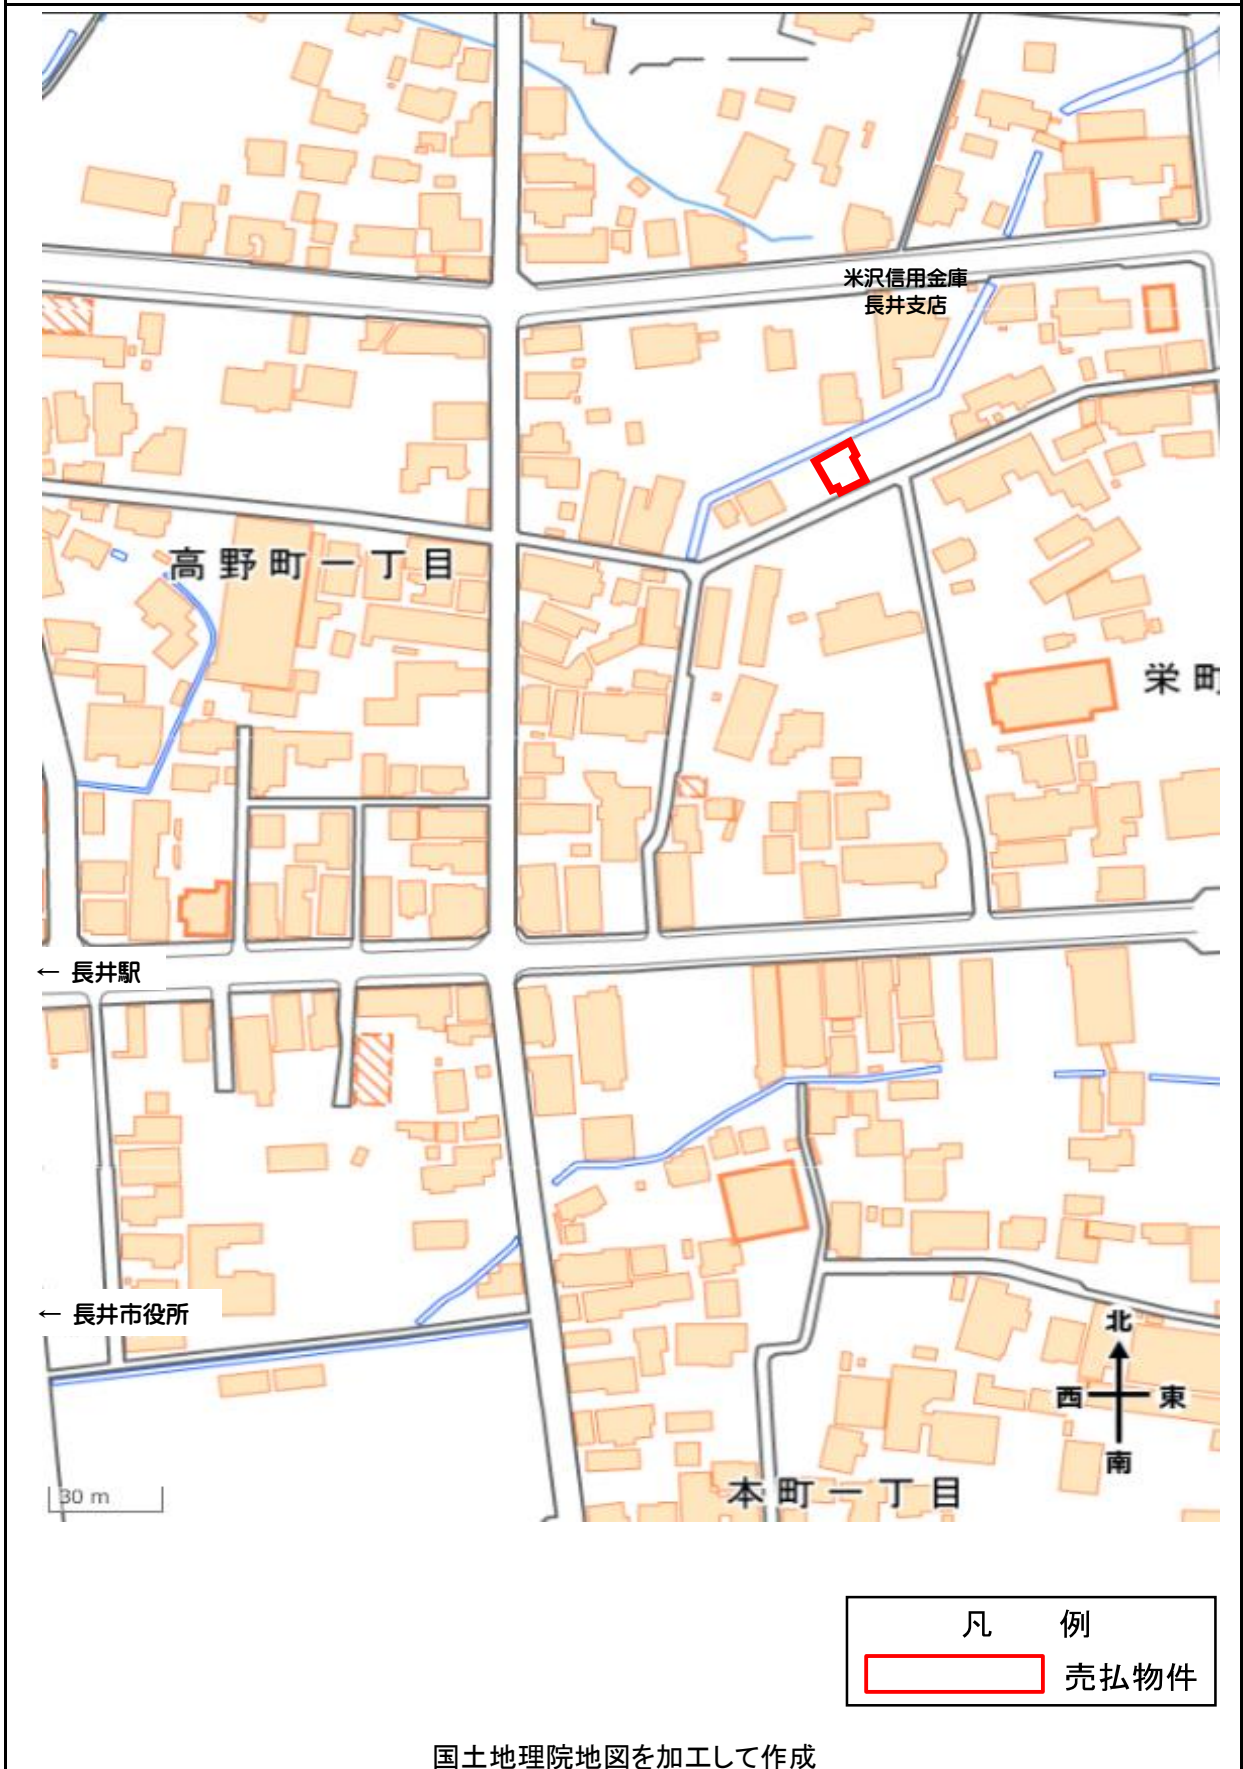 米沢信用金庫
長井支店
高野町一丁目
栄町
← 長井駅
← 長井市役所
北
西 東
南
本町一丁目
30 m
凡 例
売払物件
国土地理院地図を加工して作成